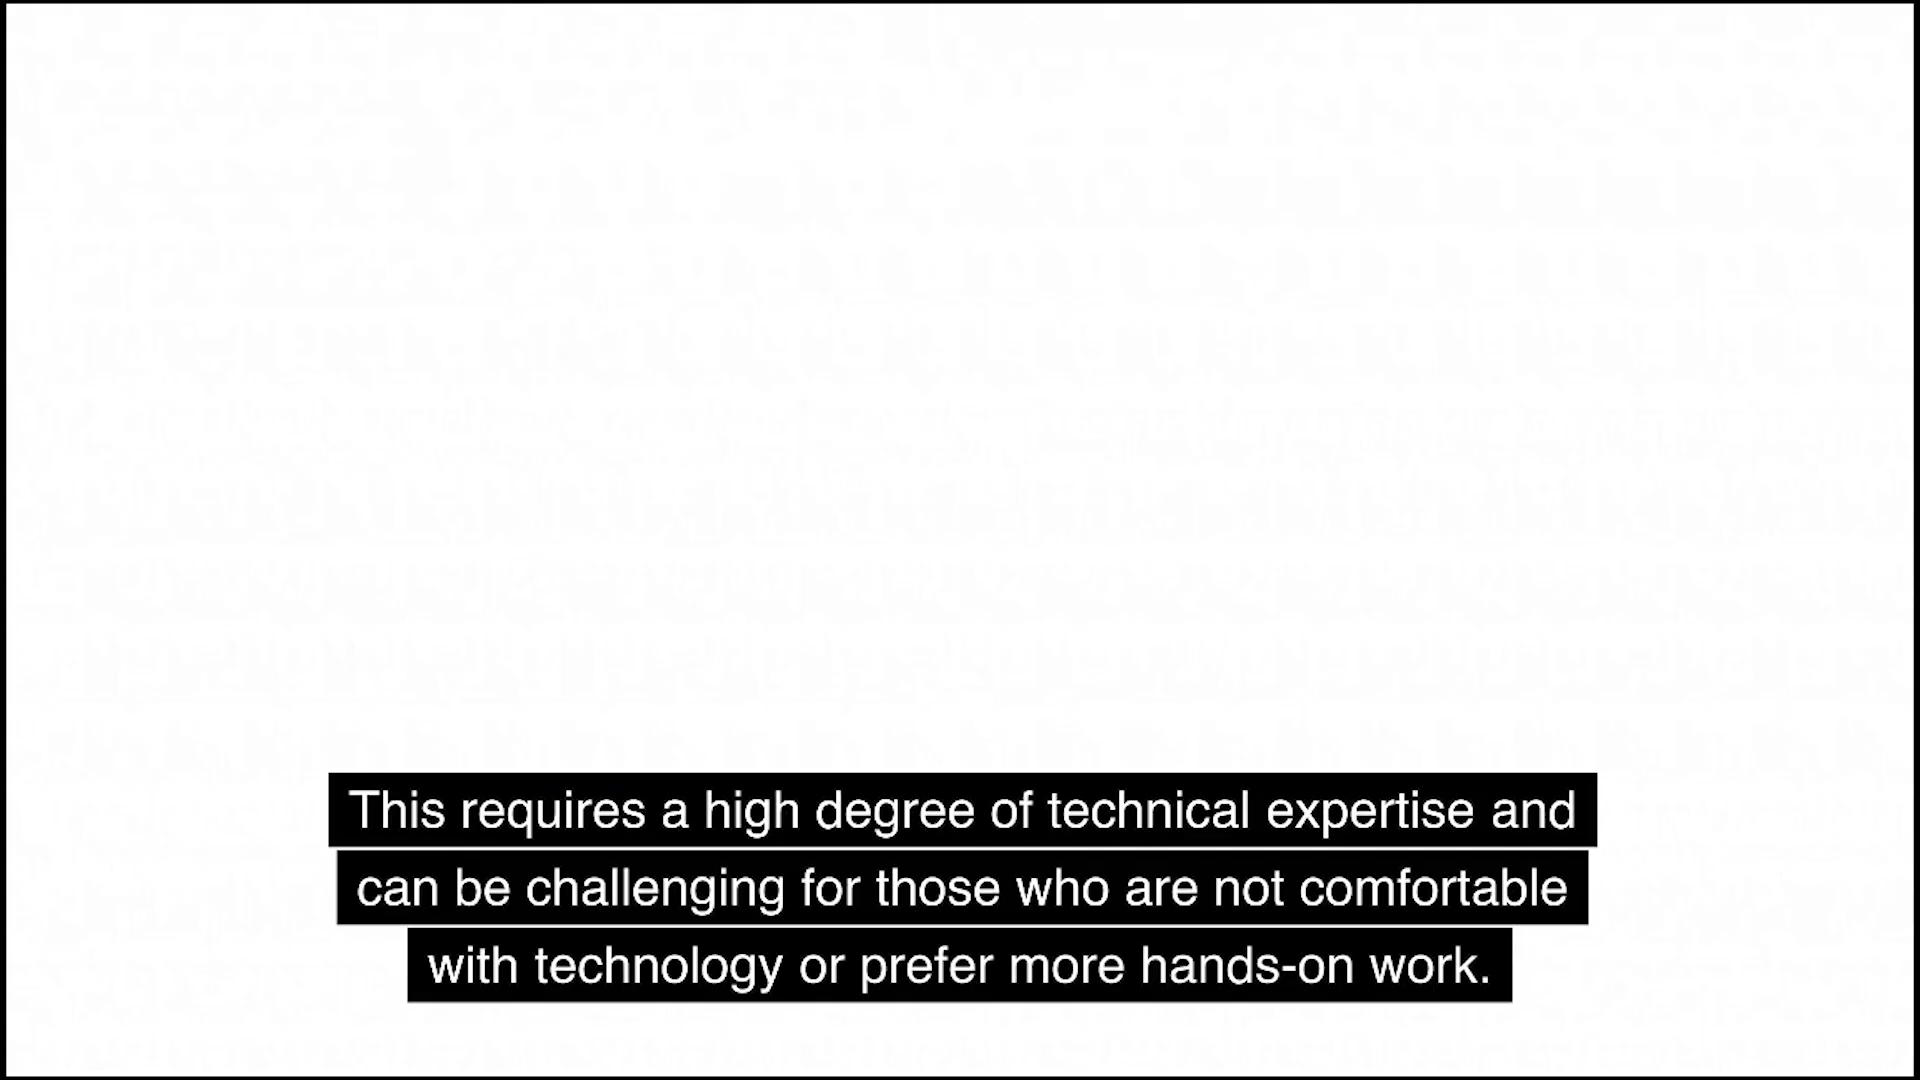 This requires a high degree of technical expertise and
can be challenging for those who are not comfortable
with technology or prefer more hands-on work.